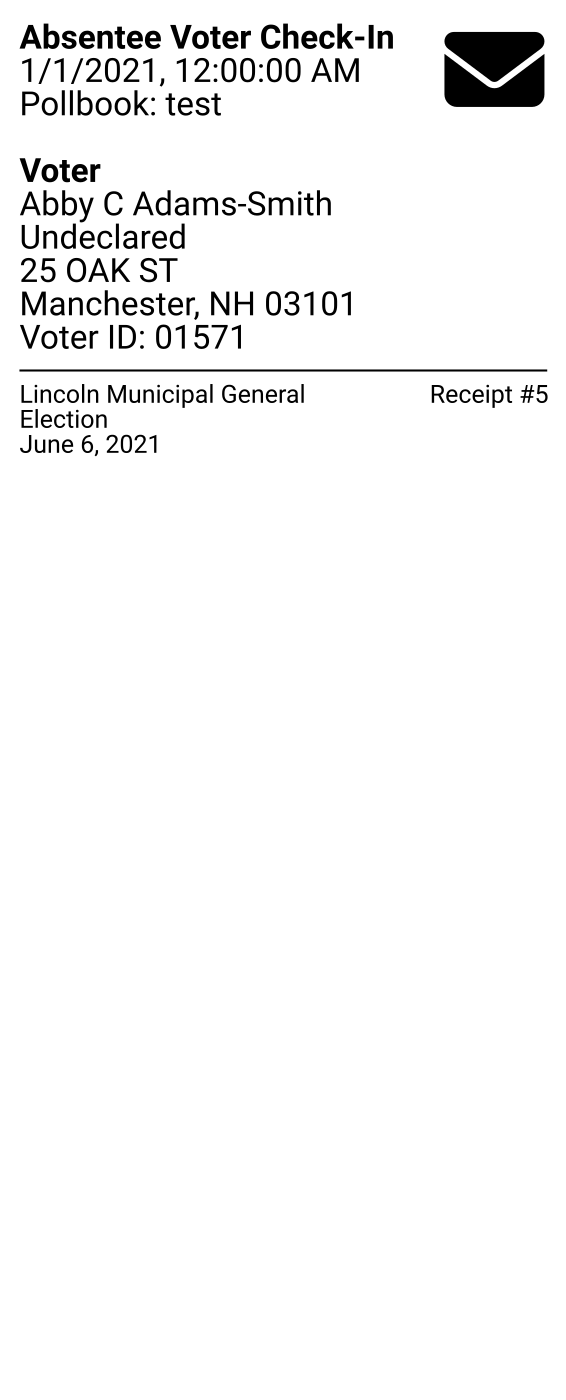 Absentee Voter Check-In
1/1/2021, 12:00:00 AM
Pollbook: test
Voter
Abby C Adams-Smith
Undeclared
25 OAK ST
Manchester, NH 03101
Voter ID: 01571
Lincoln Municipal General
Election
June 6, 2021
Receipt #5